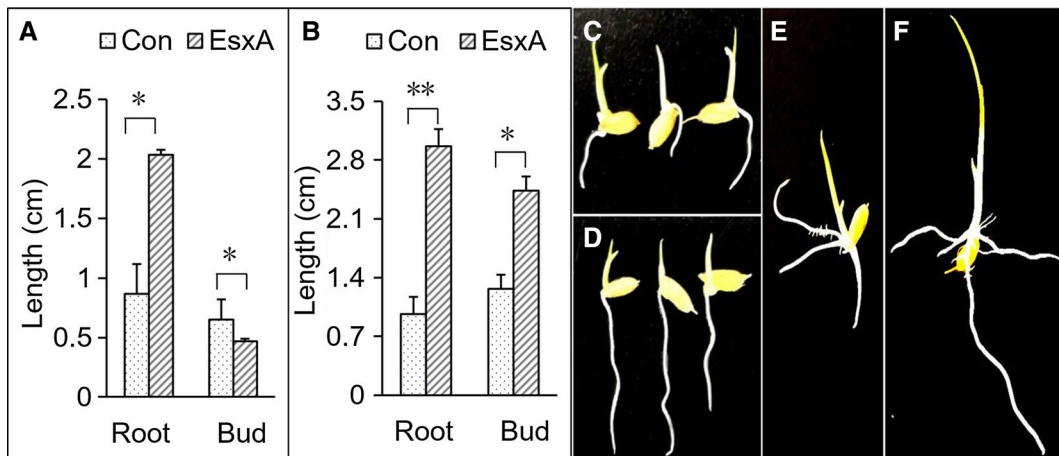 A
Con EsxA
Length (cm)
2.5
2
1.5
1
0.5
0
*
*
Root Bud
B
Con EsxA
Length (cm)
3.5
2.8
2.1
1.4
0.7
0
**
*
Root Bud
C
D
E
F